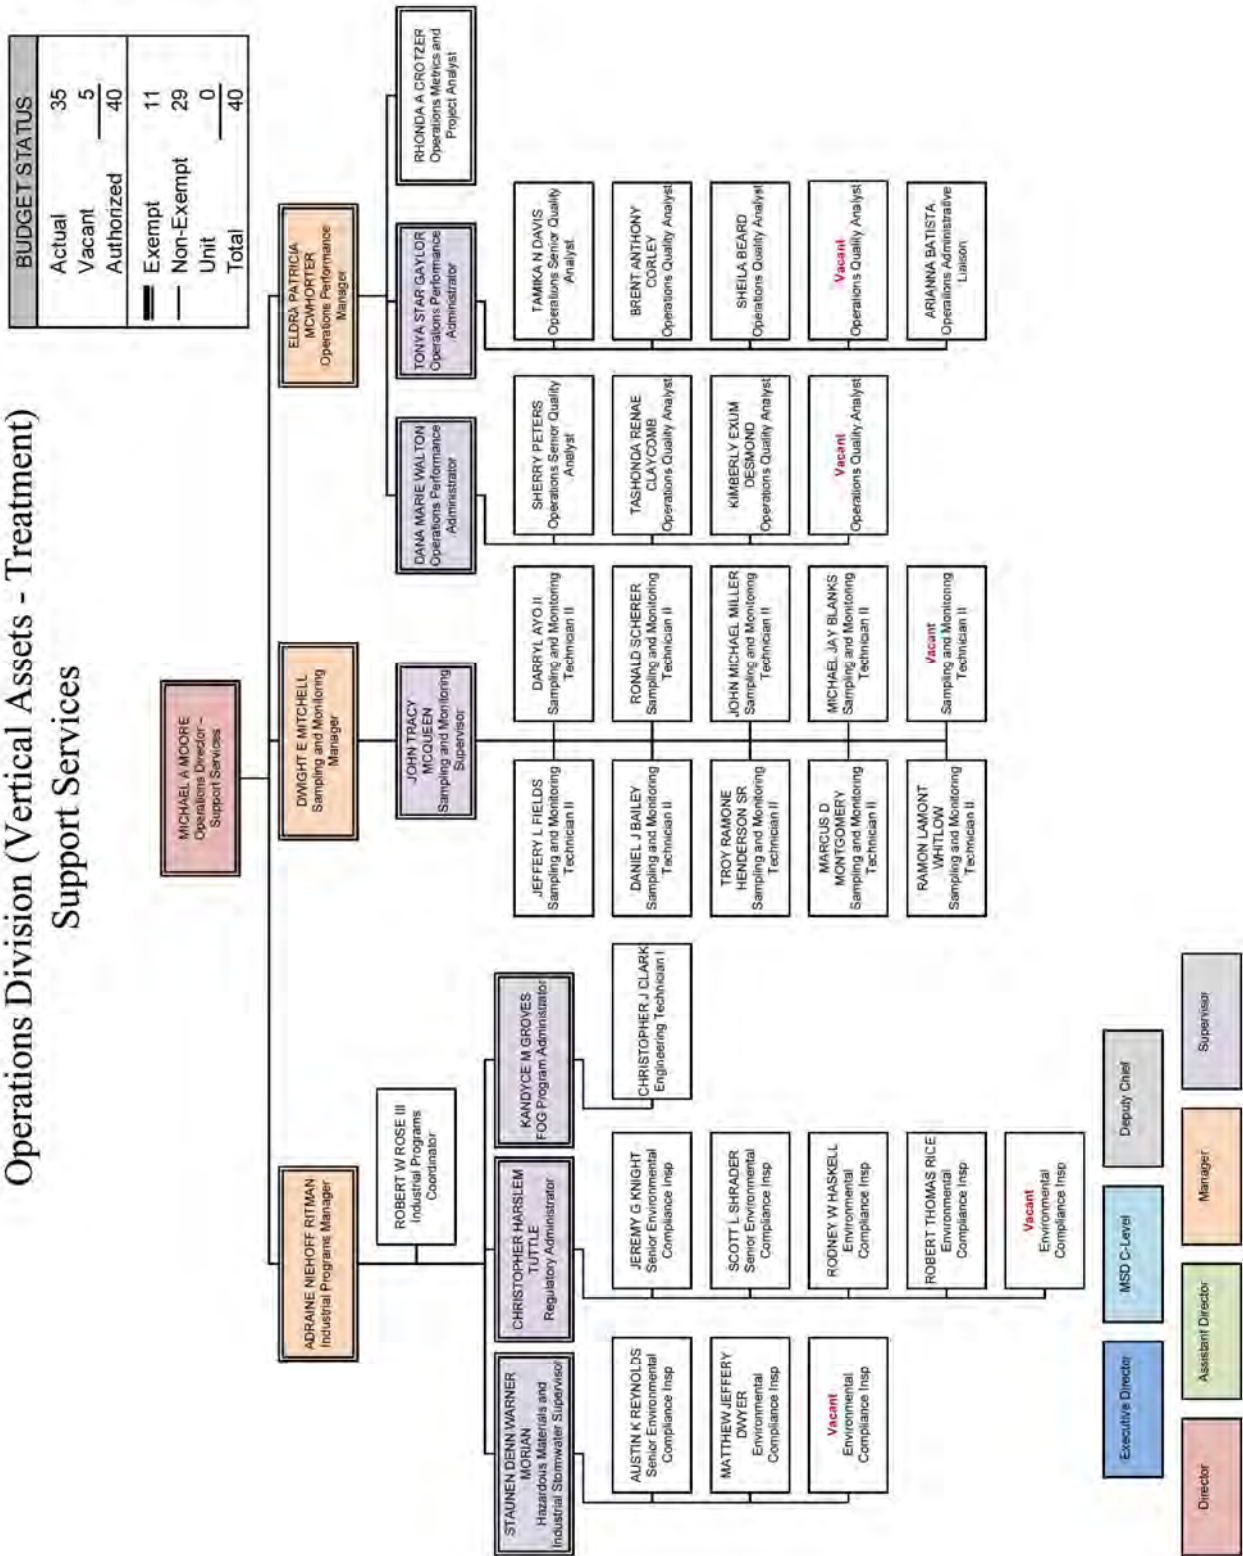 Operations Division (Vertical Assets - Treatment)
Support Services
BUDGET STATUS
Actual 35
Vacant 5
Authorized 40
Exempt 11
Non-Exempt 29
Unit 0
Total 40
MICHAEL A MOORE
Operations Director –
Support Services
ADRAINE NIEHOFF RITMAN
Industrial Programs Manager
DWIGHT E MITCHELL
Sampling and Monitoring
Manager
ELDRA PATRICIA
MCWHORTER
Operations Performance
Manager
ROBERT W ROSE III
Industrial Programs
Coordinator
JOHN TRACY
MCQUEEN
Sampling and Monitoring
Supervisor
DANA MARIE WALTON
Operations Performance
Administrator
TONYA STAR GAYLOR
Operations Performance
Administrator
RHONDA A CROTZER
Operations Metrics and
Project Analyst
STAUNEN DENN WARNER
MORIAN
Hazardous Materials and
Industrial Stormwater Supervisor
CHRISTOPHER HARSLEM
TUTTLE
Regulatory Administrator
KANDYCE M GROVES
FOG Program Administrator
AUSTIN K REYNOLDS
Senior Environmental
Compliance Insp
MATTHEW JEFFERY
DWYER
Environmental
Compliance Insp
Vacant
Environmental
Compliance Insp
JEREMY G KNIGHT
Senior Environmental
Compliance Insp
SCOTT L SHRADER
Senior Environmental
Compliance Insp
RODNEY W HASKELL
Environmental
Compliance Insp
ROBERT THOMAS RICE
Environmental
Compliance Insp
Vacant
Environmental
Compliance Insp
CHRISTOPHER J CLARK
Engineering Technician I
JEFFERY L FIELDS
Sampling and Monitoring
Technician II
DANIEL J BAILEY
Sampling and Monitoring
Technician II
TROY RAMONE
HENDERSON SR
Sampling and Monitoring
Technician II
MARCUS D
MONTGOMERY
Sampling and Monitoring
Technician II
RAMON LAMONT
WHITLOW
Sampling and Monitoring
Technician II
DARRYL AYO II
Sampling and Monitoring
Technician II
RONALD SCHERER
Sampling and Monitoring
Technician II
JOHN MICHAEL MILLER
Sampling and Monitoring
Technician II
MICHAEL JAY BLANKS
Sampling and Monitoring
Technician II
Vacant
Sampling and Monitoring
Technician II
SHERRY PETERS
Operations Senior Quality
Analyst
TASHONDA RENAE
CLAYCOMB
Operations Quality Analyst
KIMBERLY EXUM
DESMOND
Operations Quality Analyst
Vacant
Operations Quality Analyst
TAMIKA N DAVIS
Operations Senior Quality
Analyst
BRENT ANTHONY
CORLEY
Operations Quality Analyst
SHEILA BEARD
Operations Quality Analyst
Vacant
Operations Quality Analyst
ARIANNA BATISTA
Operations Administrative
Liaison
Executive Director
MSD C-Level
Deputy Chief
Director
Assistant Director
Manager
Supervisor